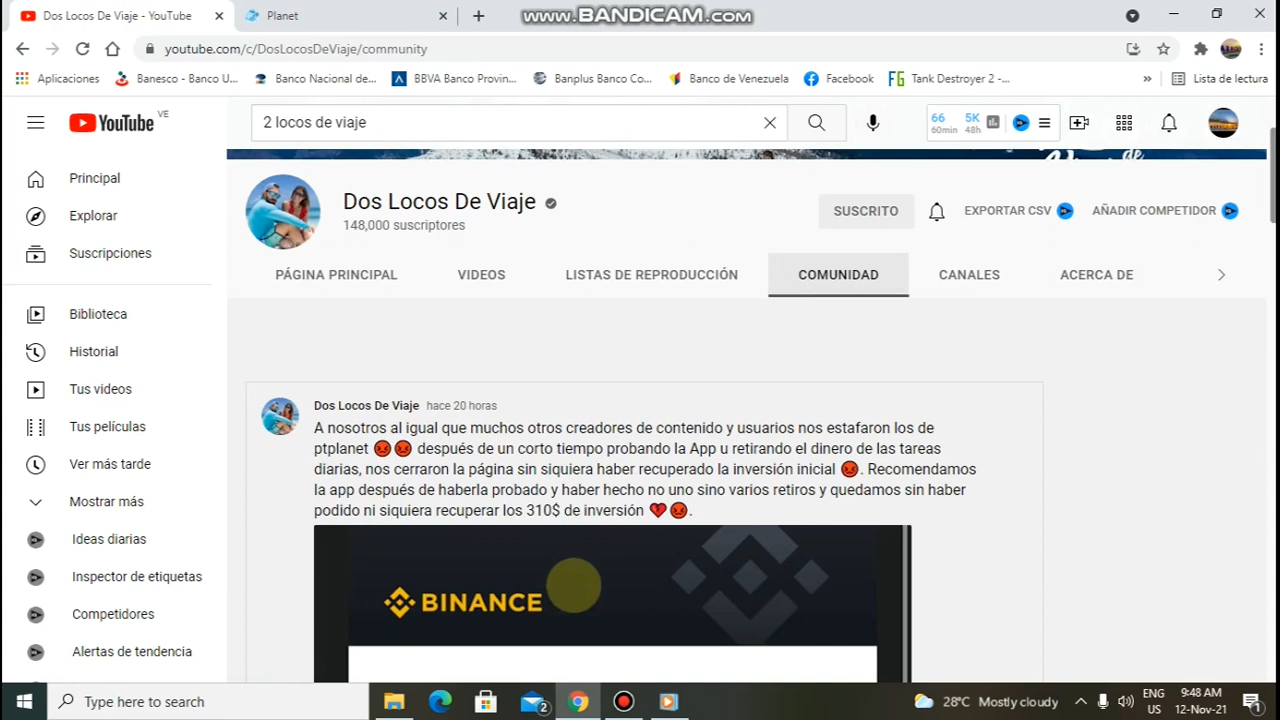 Dos Locos De Viaje - YouTube
Planet
www.BANDICAM.com
youtube.com/c/DosLocosDeViaje/community
Aplicaciones
Banesco - Banco U...
Banco Nacional de...
BBVA Banco Provin...
Banplus Banco Co...
Banco de Venezuela
Facebook
Tank Destroyer 2 -...
»
Lista de lectura
YouTube VE
2 locos de viaje
66
60min
5K
48h
Dos Locos De Viaje
148,000 suscriptores
SUSCRITO
EXPORTAR CSV
AÑADIR COMPETIDOR
PÁGINA PRINCIPAL
VIDEOS
LISTAS DE REPRODUCCIÓN
COMUNIDAD
CANALES
ACERCA DE
Principal
Explorar
Suscripciones
Biblioteca
Historial
Tus videos
Tus películas
Ver más tarde
Mostrar más
Ideas diarias
Inspector de etiquetas
Competidores
Alertas de tendencia
Dos Locos De Viaje hace 20 horas
A nosotros al igual que muchos otros creadores de contenido y usuarios nos estafaron los de
ptplanet 😡😡 después de un corto tiempo probando la App u retirando el dinero de las tareas
diarias, nos cerraron la página sin siquiera haber recuperado la inversión inicial 😡. Recomendamos
la app después de haberla probado y haber hecho no uno sino varios retiros y quedamos sin haber
podido ni siquiera recuperar los 310$ de inversión 💔😡.
BINANCE
Type here to search
2
28°C Mostly cloudy
ENG
US
9:48 AM
12-Nov-21
1